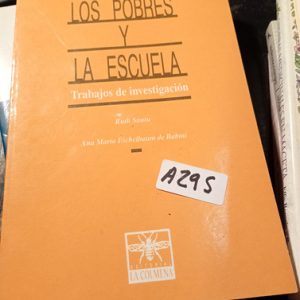 LOS POBRES
Y
LA ESCUELA
Trabajos de investigación
Ruth Sautu
Ana María Eichelbaum de Babini
A295
LA COLMENA